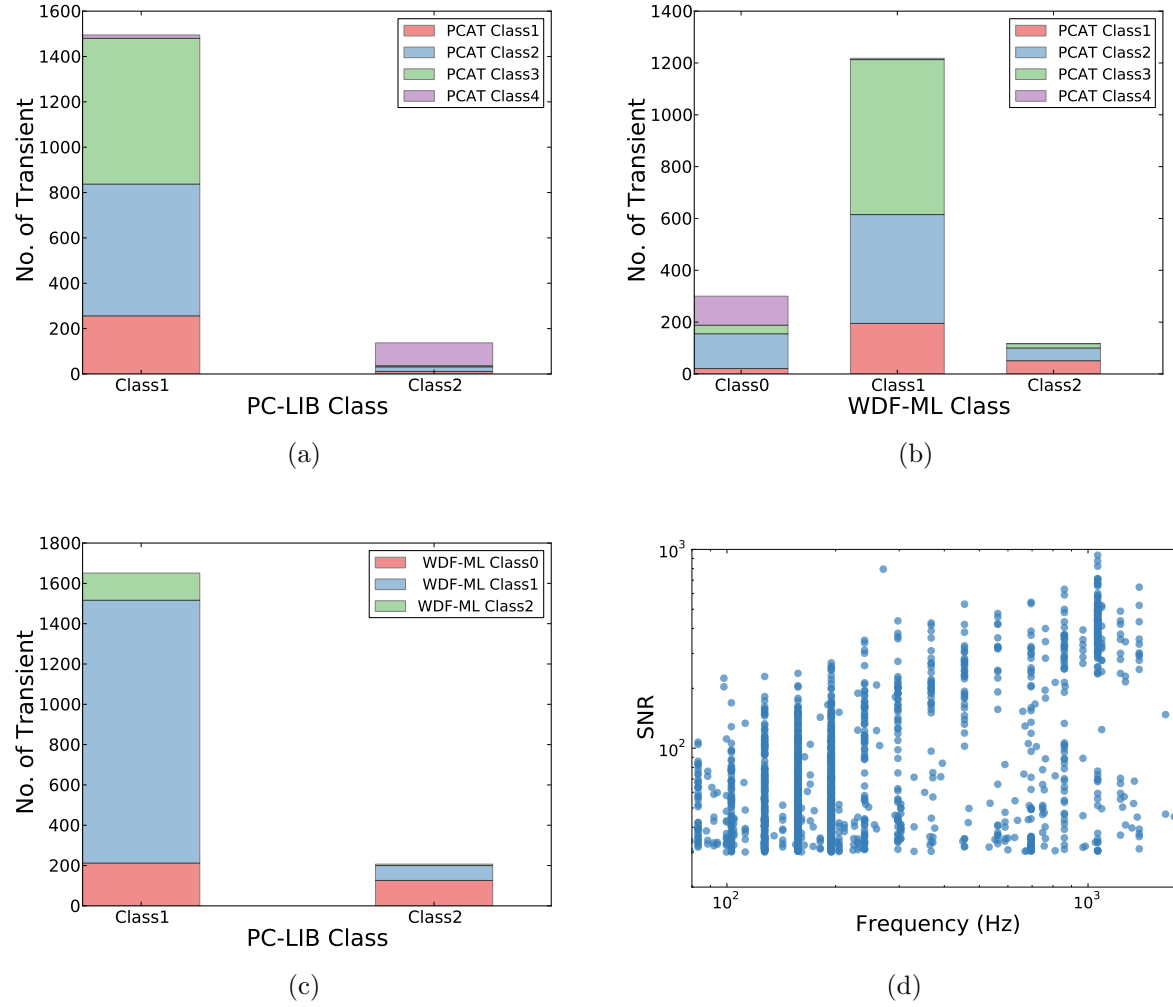 1600
1400
1200
1000
800
600
400
200
0
No. of Transient
PCAT Class1
PCAT Class2
PCAT Class3
PCAT Class4
Class1
Class2
PC-LIB Class
(a)
1400
1200
1000
800
600
400
200
0
No. of Transient
PCAT Class1
PCAT Class2
PCAT Class3
PCAT Class4
Class0
Class1
Class2
WDF-ML Class
(b)
1800
1600
1400
1200
1000
800
600
400
200
0
No. of Transient
WDF-ML Class0
WDF-ML Class1
WDF-ML Class2
Class1
Class2
PC-LIB Class
(c)
10³
10²
SNR
10²
10³
Frequency (Hz)
(d)